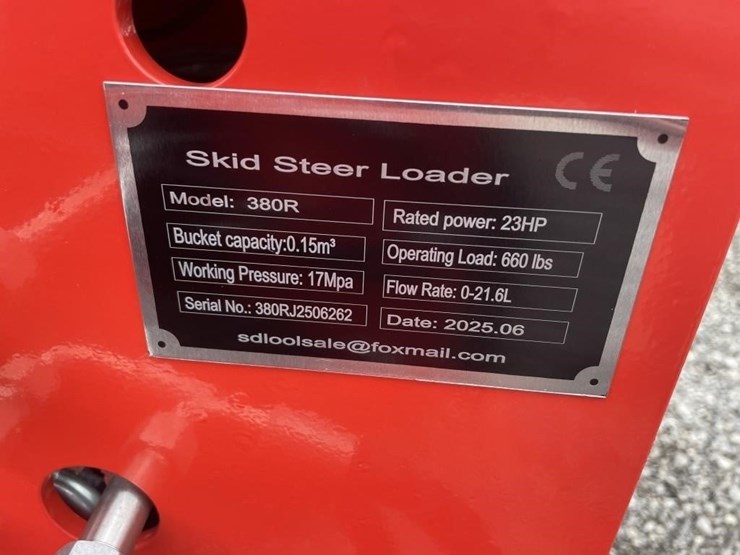 Skid Steer Loader CE
Model: 380R
Rated power: 23HP
Bucket capacity:0.15m³
Operating Load: 660 lbs
Working Pressure: 17Mpa
Flow Rate: 0-21.6L
Serial No.: 380RJ2506262
Date: 2025.06
sdloolsale@foxmail.com